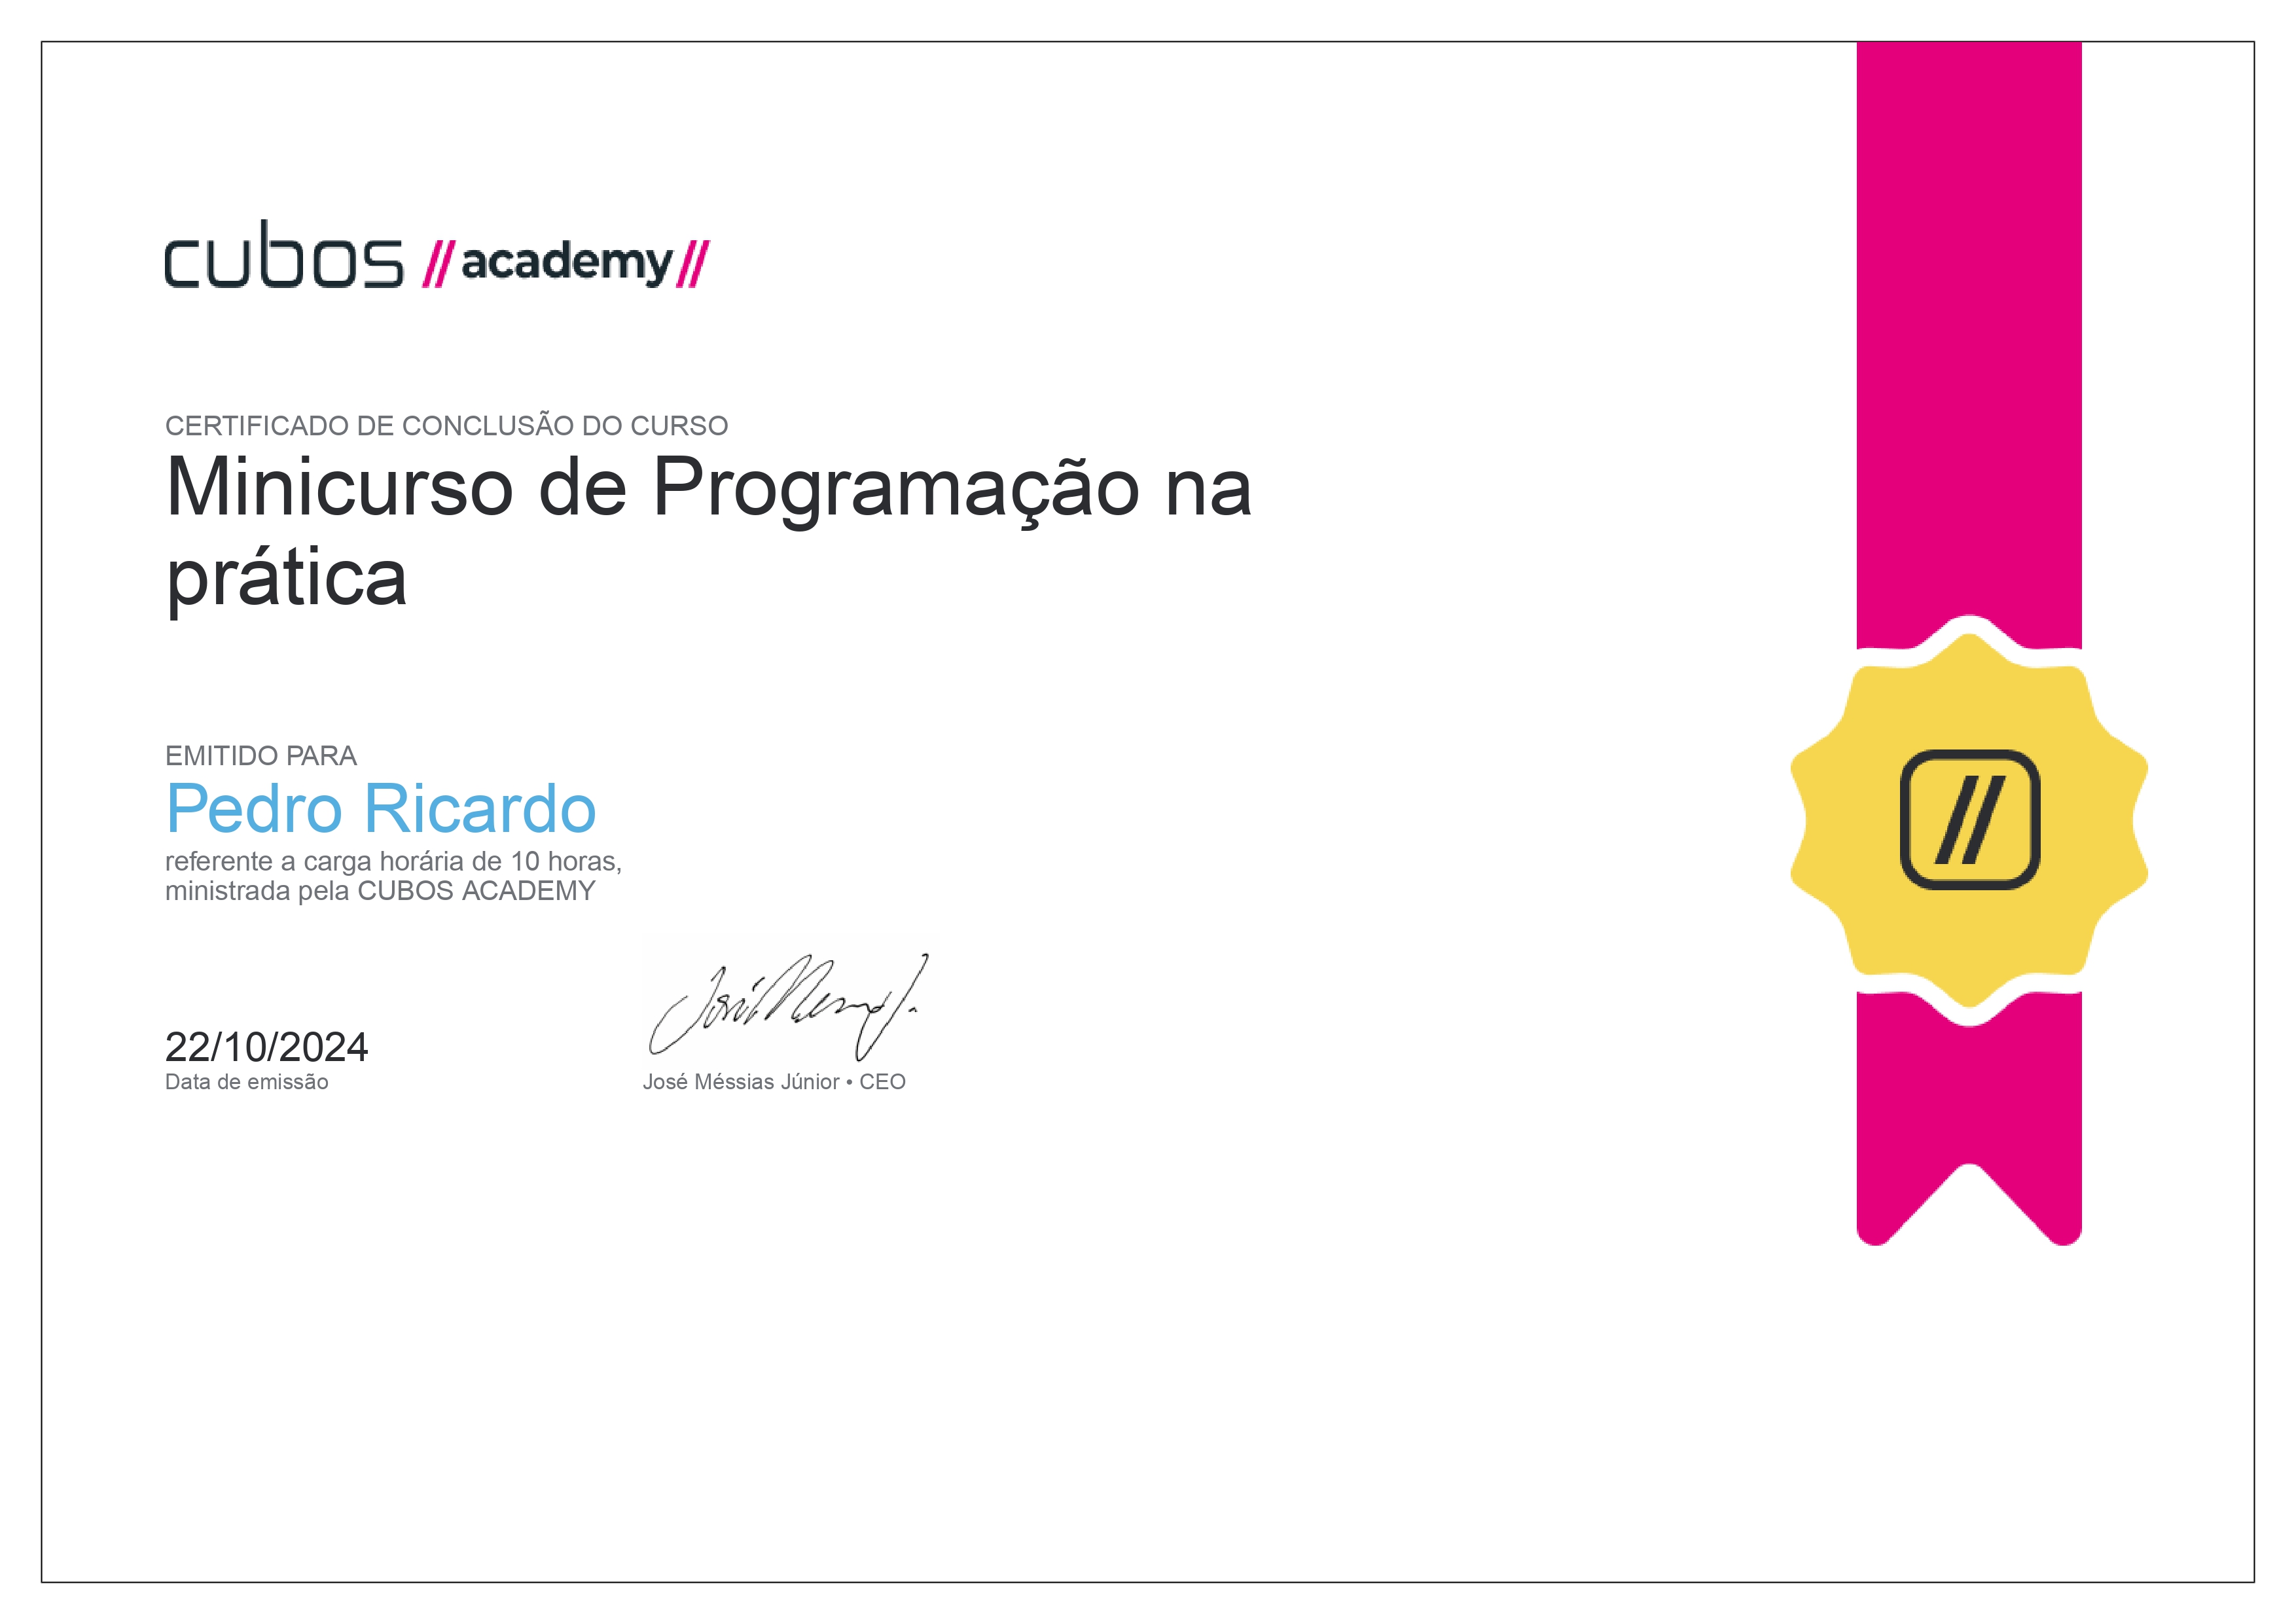 cubos //academy//
CERTIFICADO DE CONCLUSÃO DO CURSO
Minicurso de Programação na
prática
EMITIDO PARA
Pedro Ricardo
referente a carga horária de 10 horas,
ministrada pela CUBOS ACADEMY
22/10/2024
Data de emissão
José Méssias Júnior • CEO
//